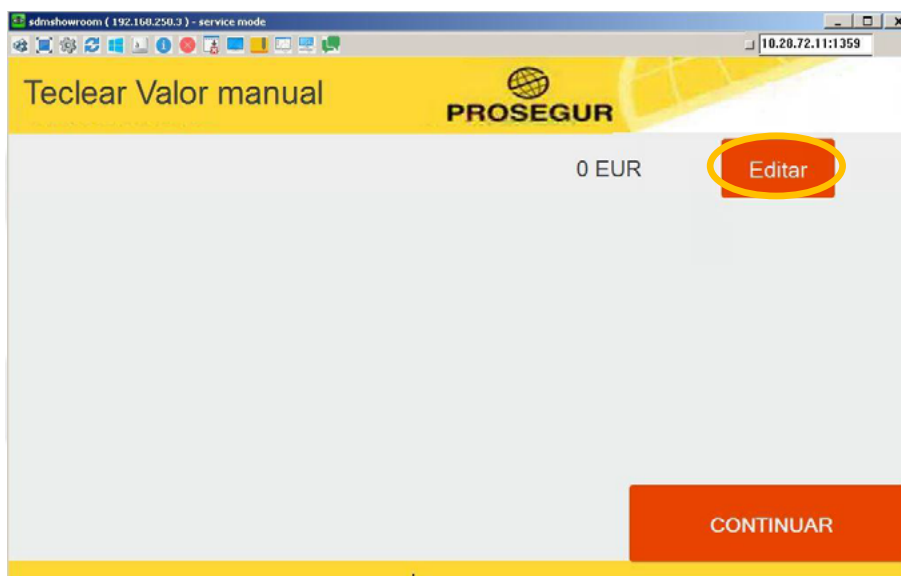 sdmshowroom ( 192.168.250.3 ) - service mode
10.28.72.11:1359
Teclear Valor manual
PROSEGUR
0 EUR
Editar
CONTINUAR